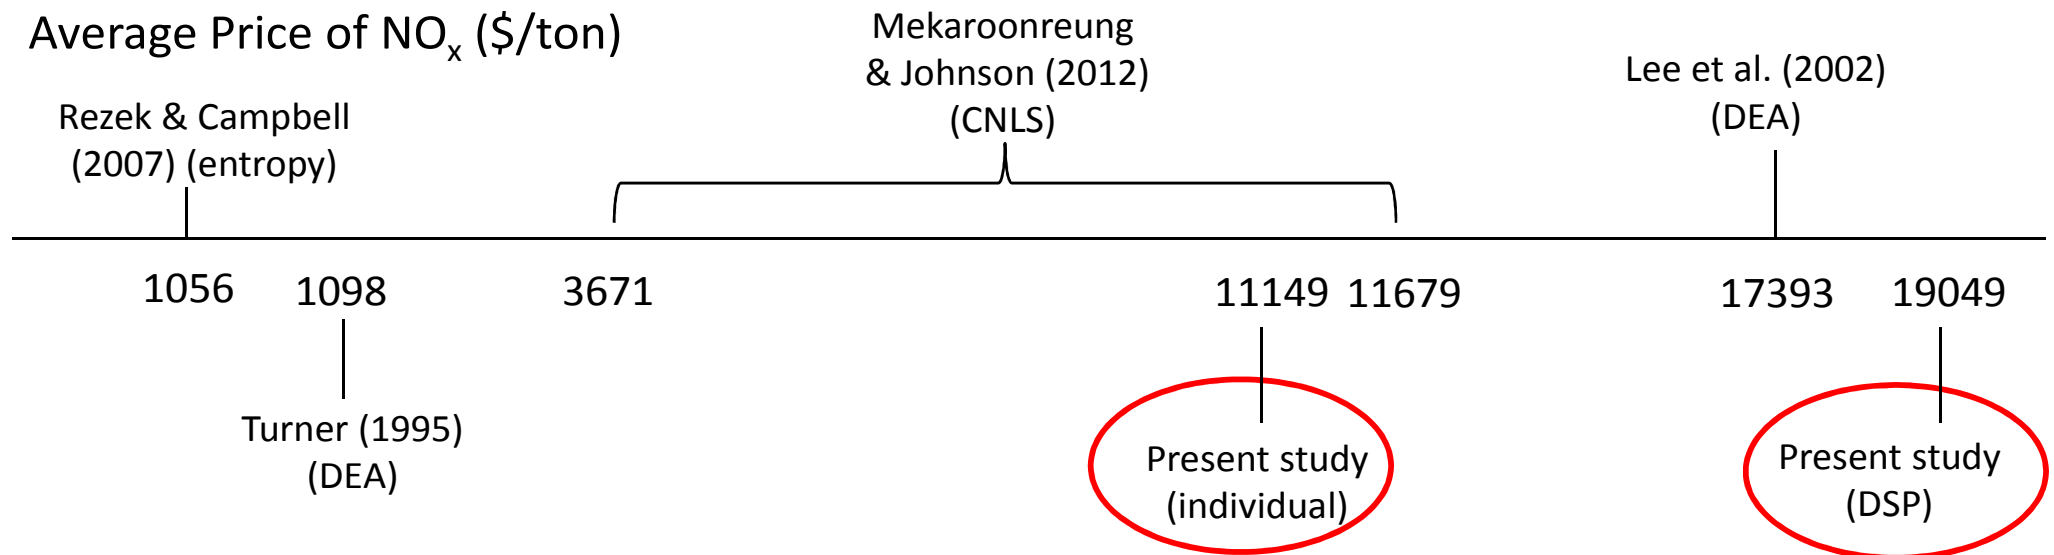 Average Price of NOx ($/ton)
Rezek & Campbell
(2007) (entropy)
Mekaroonreung
& Johnson (2012)
(CNLS)
Lee et al. (2002)
(DEA)
1056 1098 3671 11149 11679 17393 19049
Turner (1995)
(DEA)
Present study
(individual)
Present study
(DSP)